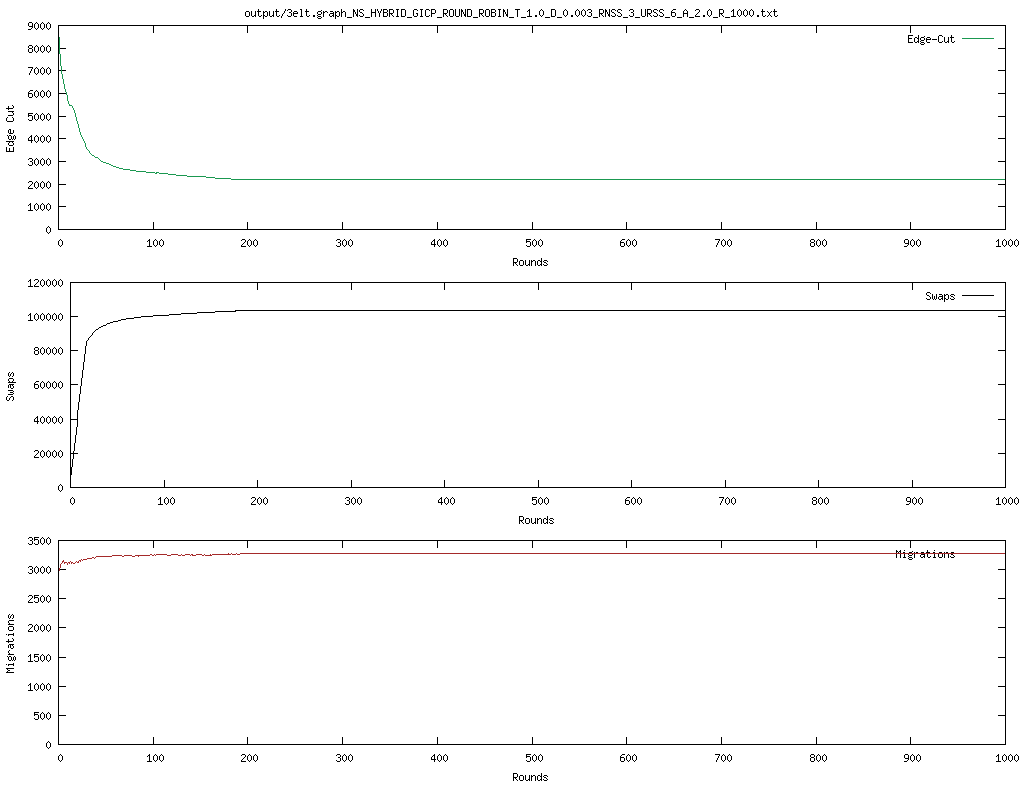 output/3elt.graph_NS_HYBRID_GICP_ROUND_ROBIN_T_1.0_D_0.003_RNSS_3_URSS_6_A_2.0_R_1000.txt
Edge-Cut
9000
8000
7000
6000
5000
4000
3000
2000
1000
0
Edge Cut
0 100 200 300 400 500 600 700 800 900 1000
Rounds
Swaps
120000
100000
80000
60000
40000
20000
0
Swaps
0 100 200 300 400 500 600 700 800 900 1000
Rounds
Migrations
3500
3000
2500
2000
1500
1000
500
0
Migrations
0 100 200 300 400 500 600 700 800 900 1000
Rounds